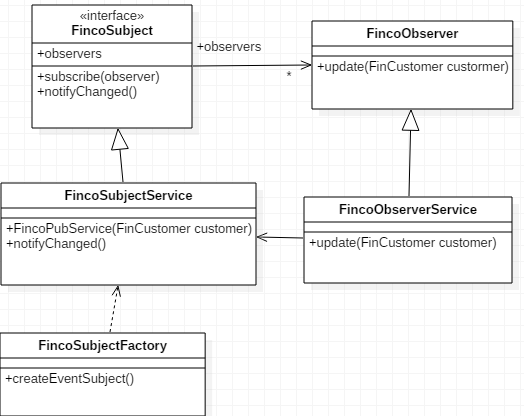 «interface»
FincoSubject
+observers
+subscribe(observer)
+notifyChanged()
+observers
*
FincoObserver
+update(FinCustomer custormer)
FincoSubjectService
+FincoPubService(FinCustomer customer)
+notifyChanged()
FincoObserverService
+update(FinCustomer customer)
FincoSubjectFactory
+createEventSubject()